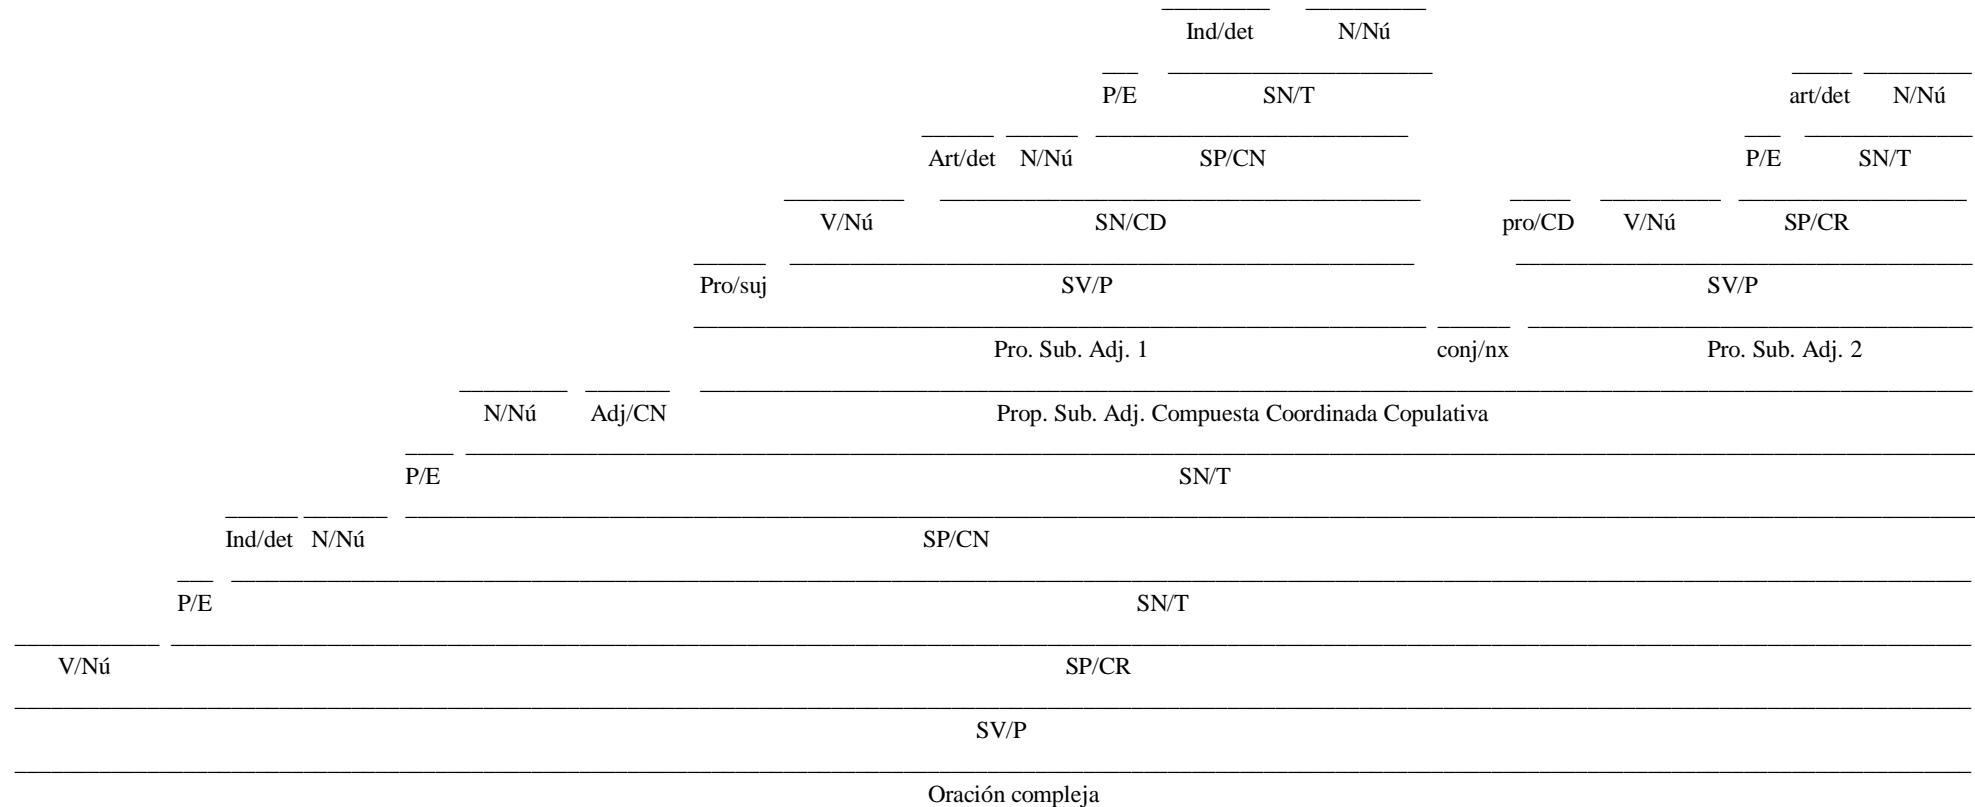 Ind/det N/Nú
P/E SN/T art/det N/Nú
Art/det N/Nú SP/CN P/E SN/T
V/Nú SN/CD pro/CD V/Nú SP/CR
Pro/suj SV/P SV/P
Pro. Sub. Adj. 1 conj/nx Pro. Sub. Adj. 2
N/Nú Adj/CN Prop. Sub. Adj. Compuesta Coordinada Copulativa
P/E SN/T
Ind/det N/Nú SP/CN
P/E SN/T
V/Nú SP/CR
SV/P
Oración compleja